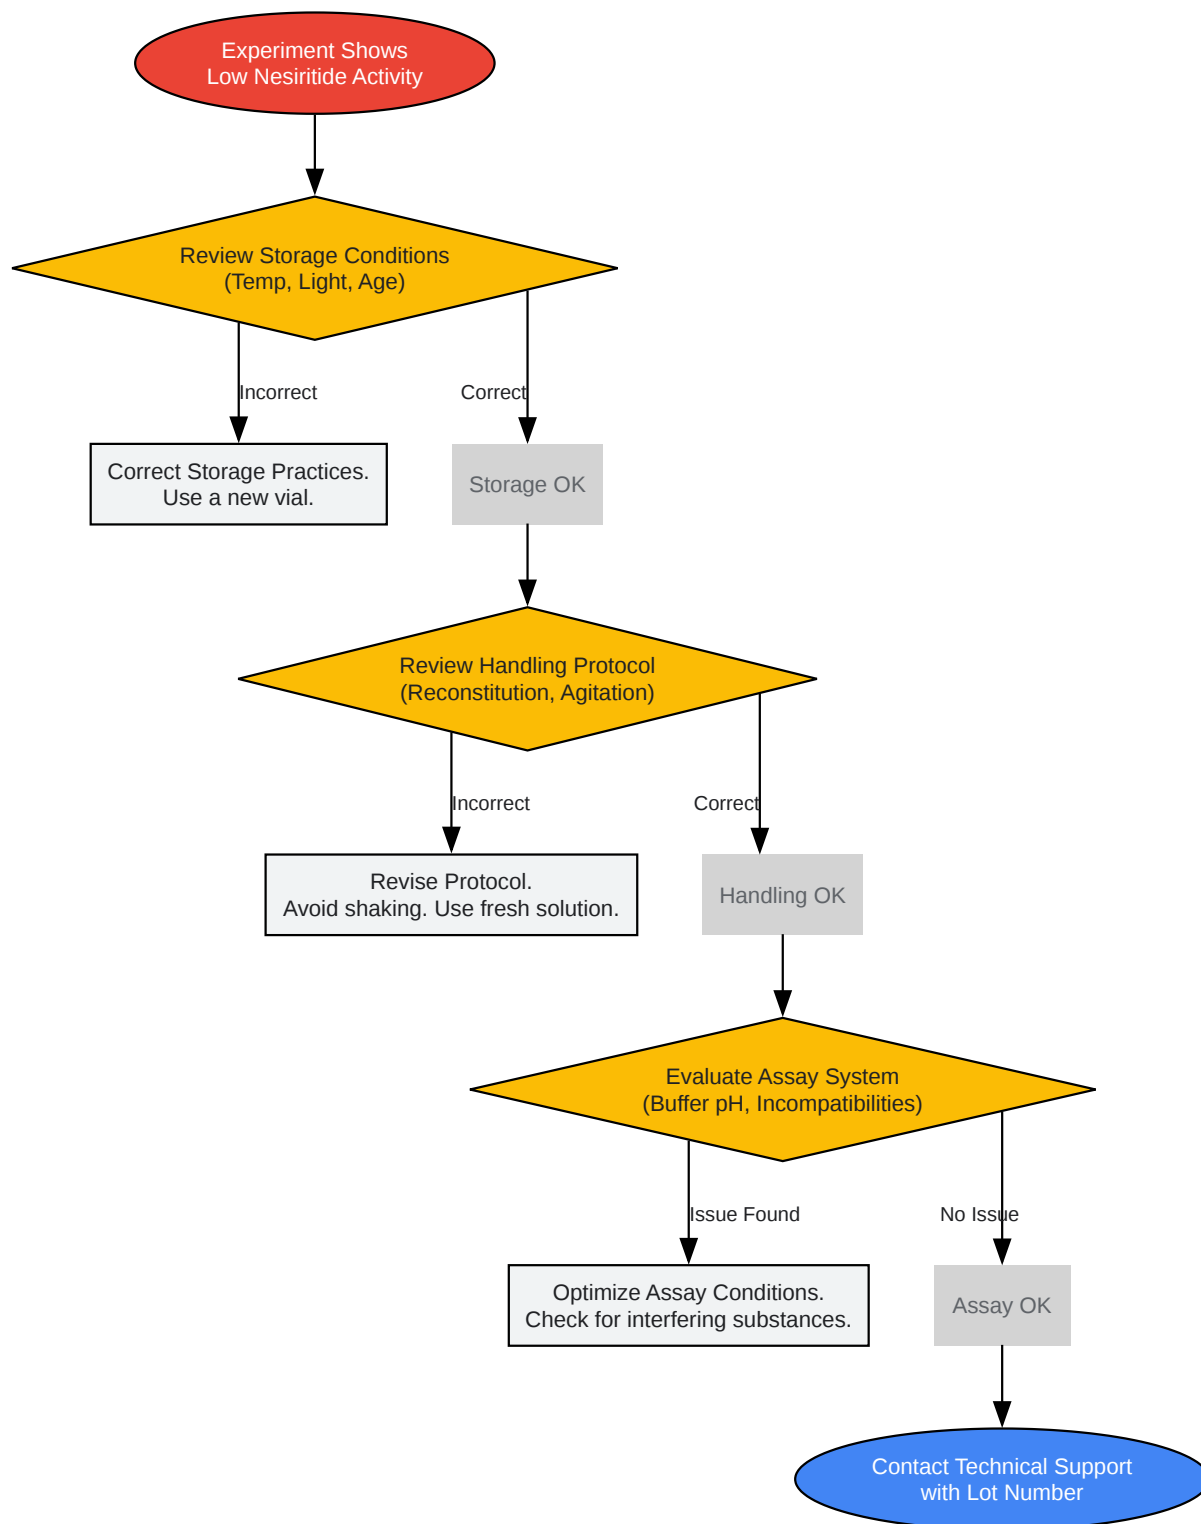 Experiment Shows
Low Nesiritide Activity
Review Storage Conditions
(Temp, Light, Age)
Incorrect
Correct
Correct Storage Practices.
Use a new vial.
Storage OK
Review Handling Protocol
(Reconstitution, Agitation)
Incorrect
Correct
Revise Protocol.
Avoid shaking. Use fresh solution.
Handling OK
Evaluate Assay System
(Buffer pH, Incompatibilities)
Issue Found
No Issue
Optimize Assay Conditions.
Check for interfering substances.
Assay OK
Contact Technical Support
with Lot Number